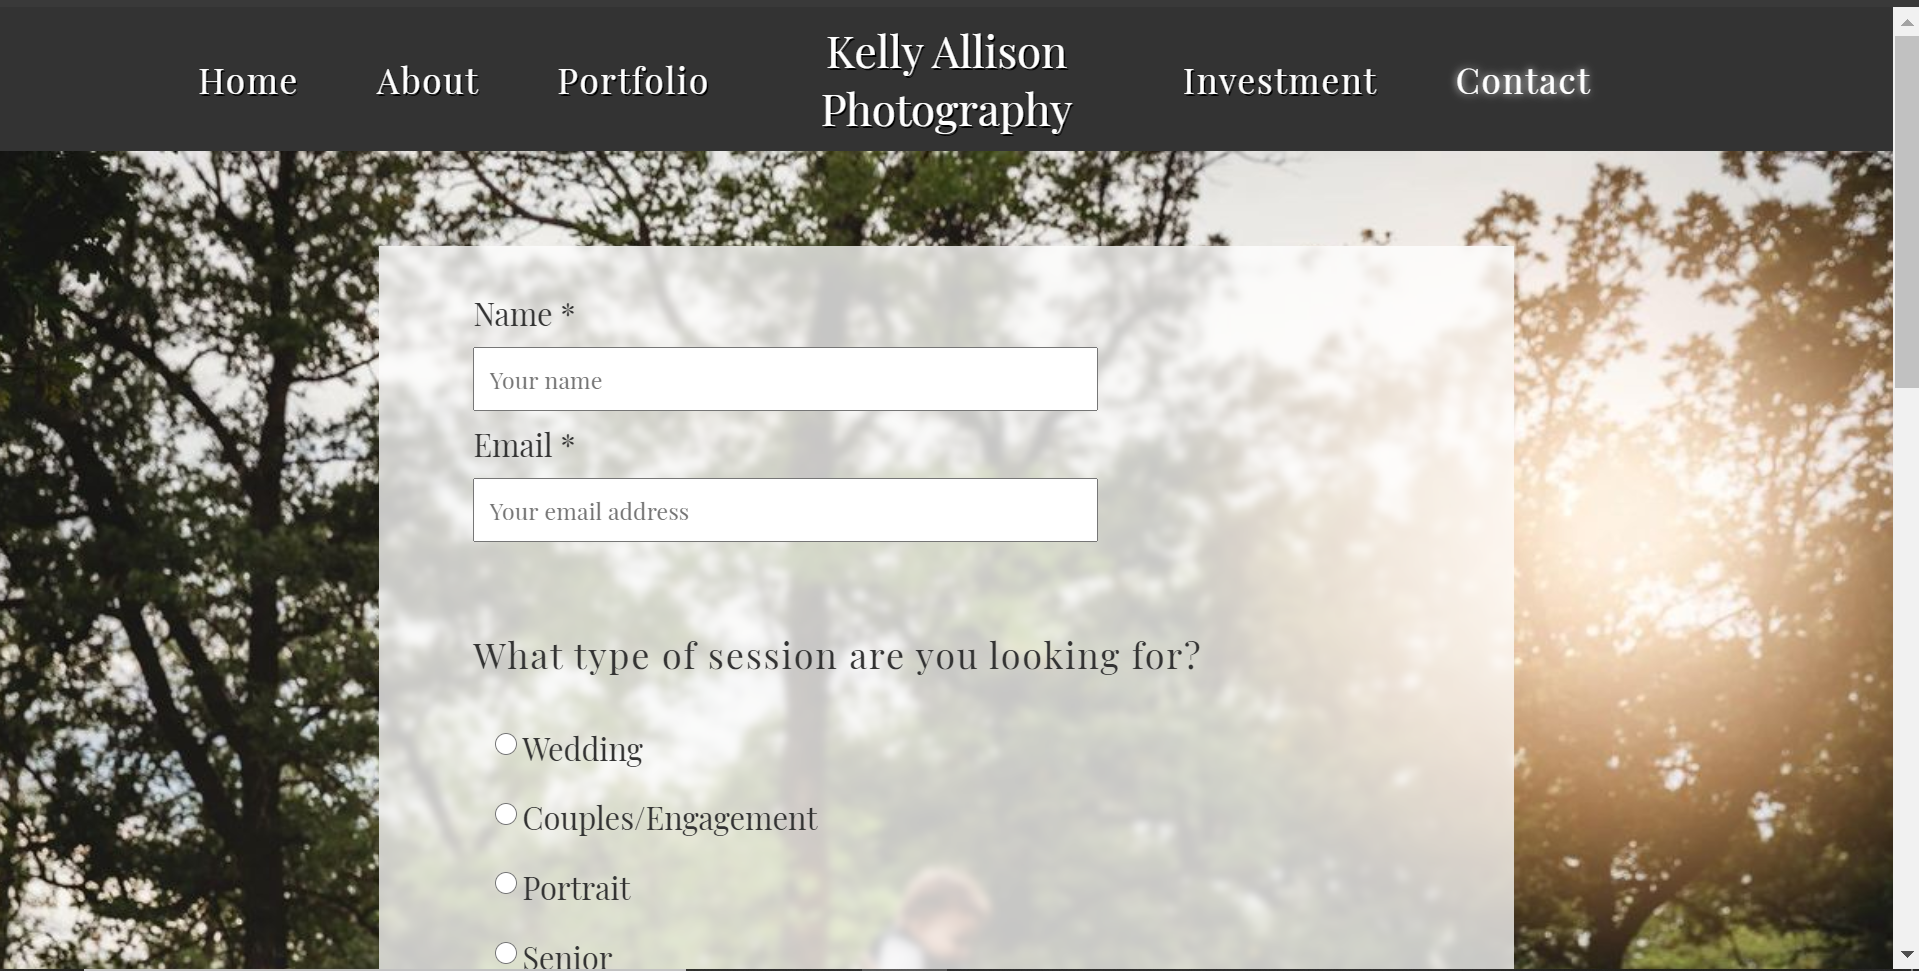 Home
About
Portfolio
Kelly Allison
Photography
Investment
Contact
Name *
Your name
Email *
Your email address
What type of session are you looking for?
Wedding
Couples/Engagement
Portrait
Senior